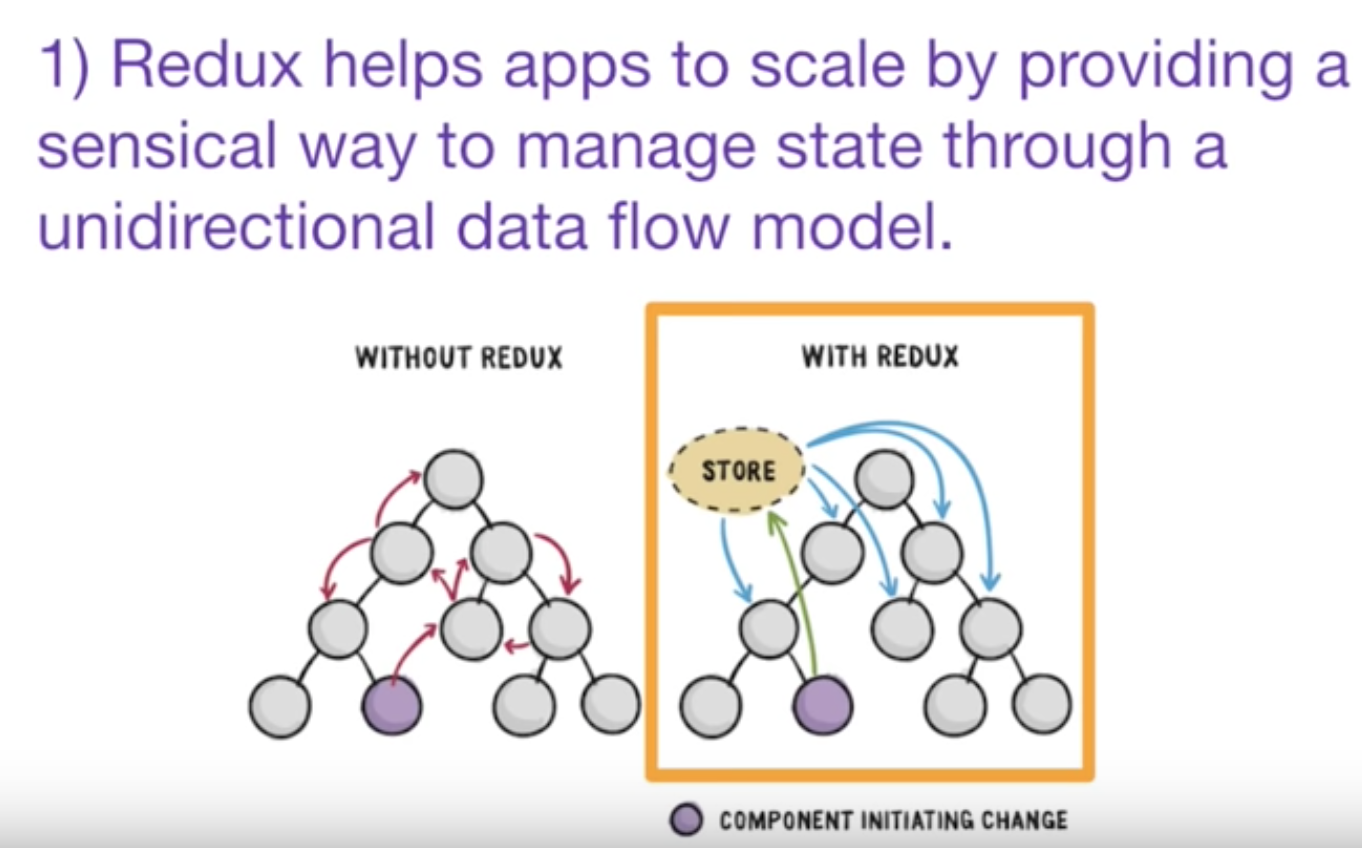 1) Redux helps apps to scale by providing a
sensical way to manage state through a
unidirectional data flow model.
WITHOUT REDUX
WITH REDUX
STORE
COMPONENT INITIATING CHANGE